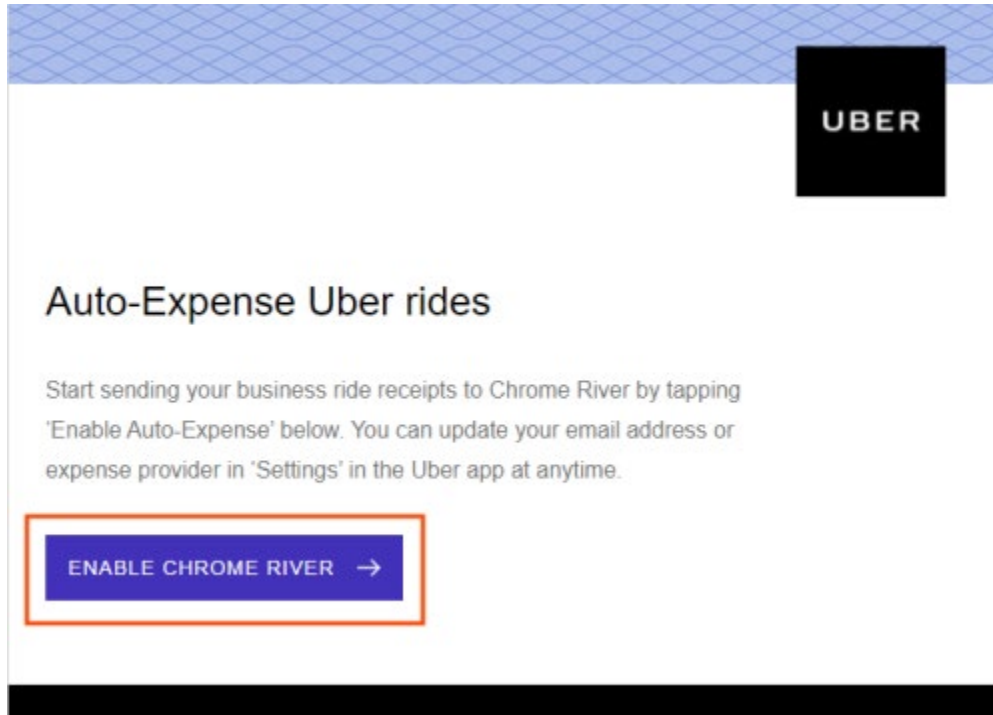 UBER
Auto-Expense Uber rides
Start sending your business ride receipts to Chrome River by tapping
'Enable Auto-Expense' below. You can update your email address or
expense provider in 'Settings' in the Uber app at anytime.
ENABLE CHROME RIVER →